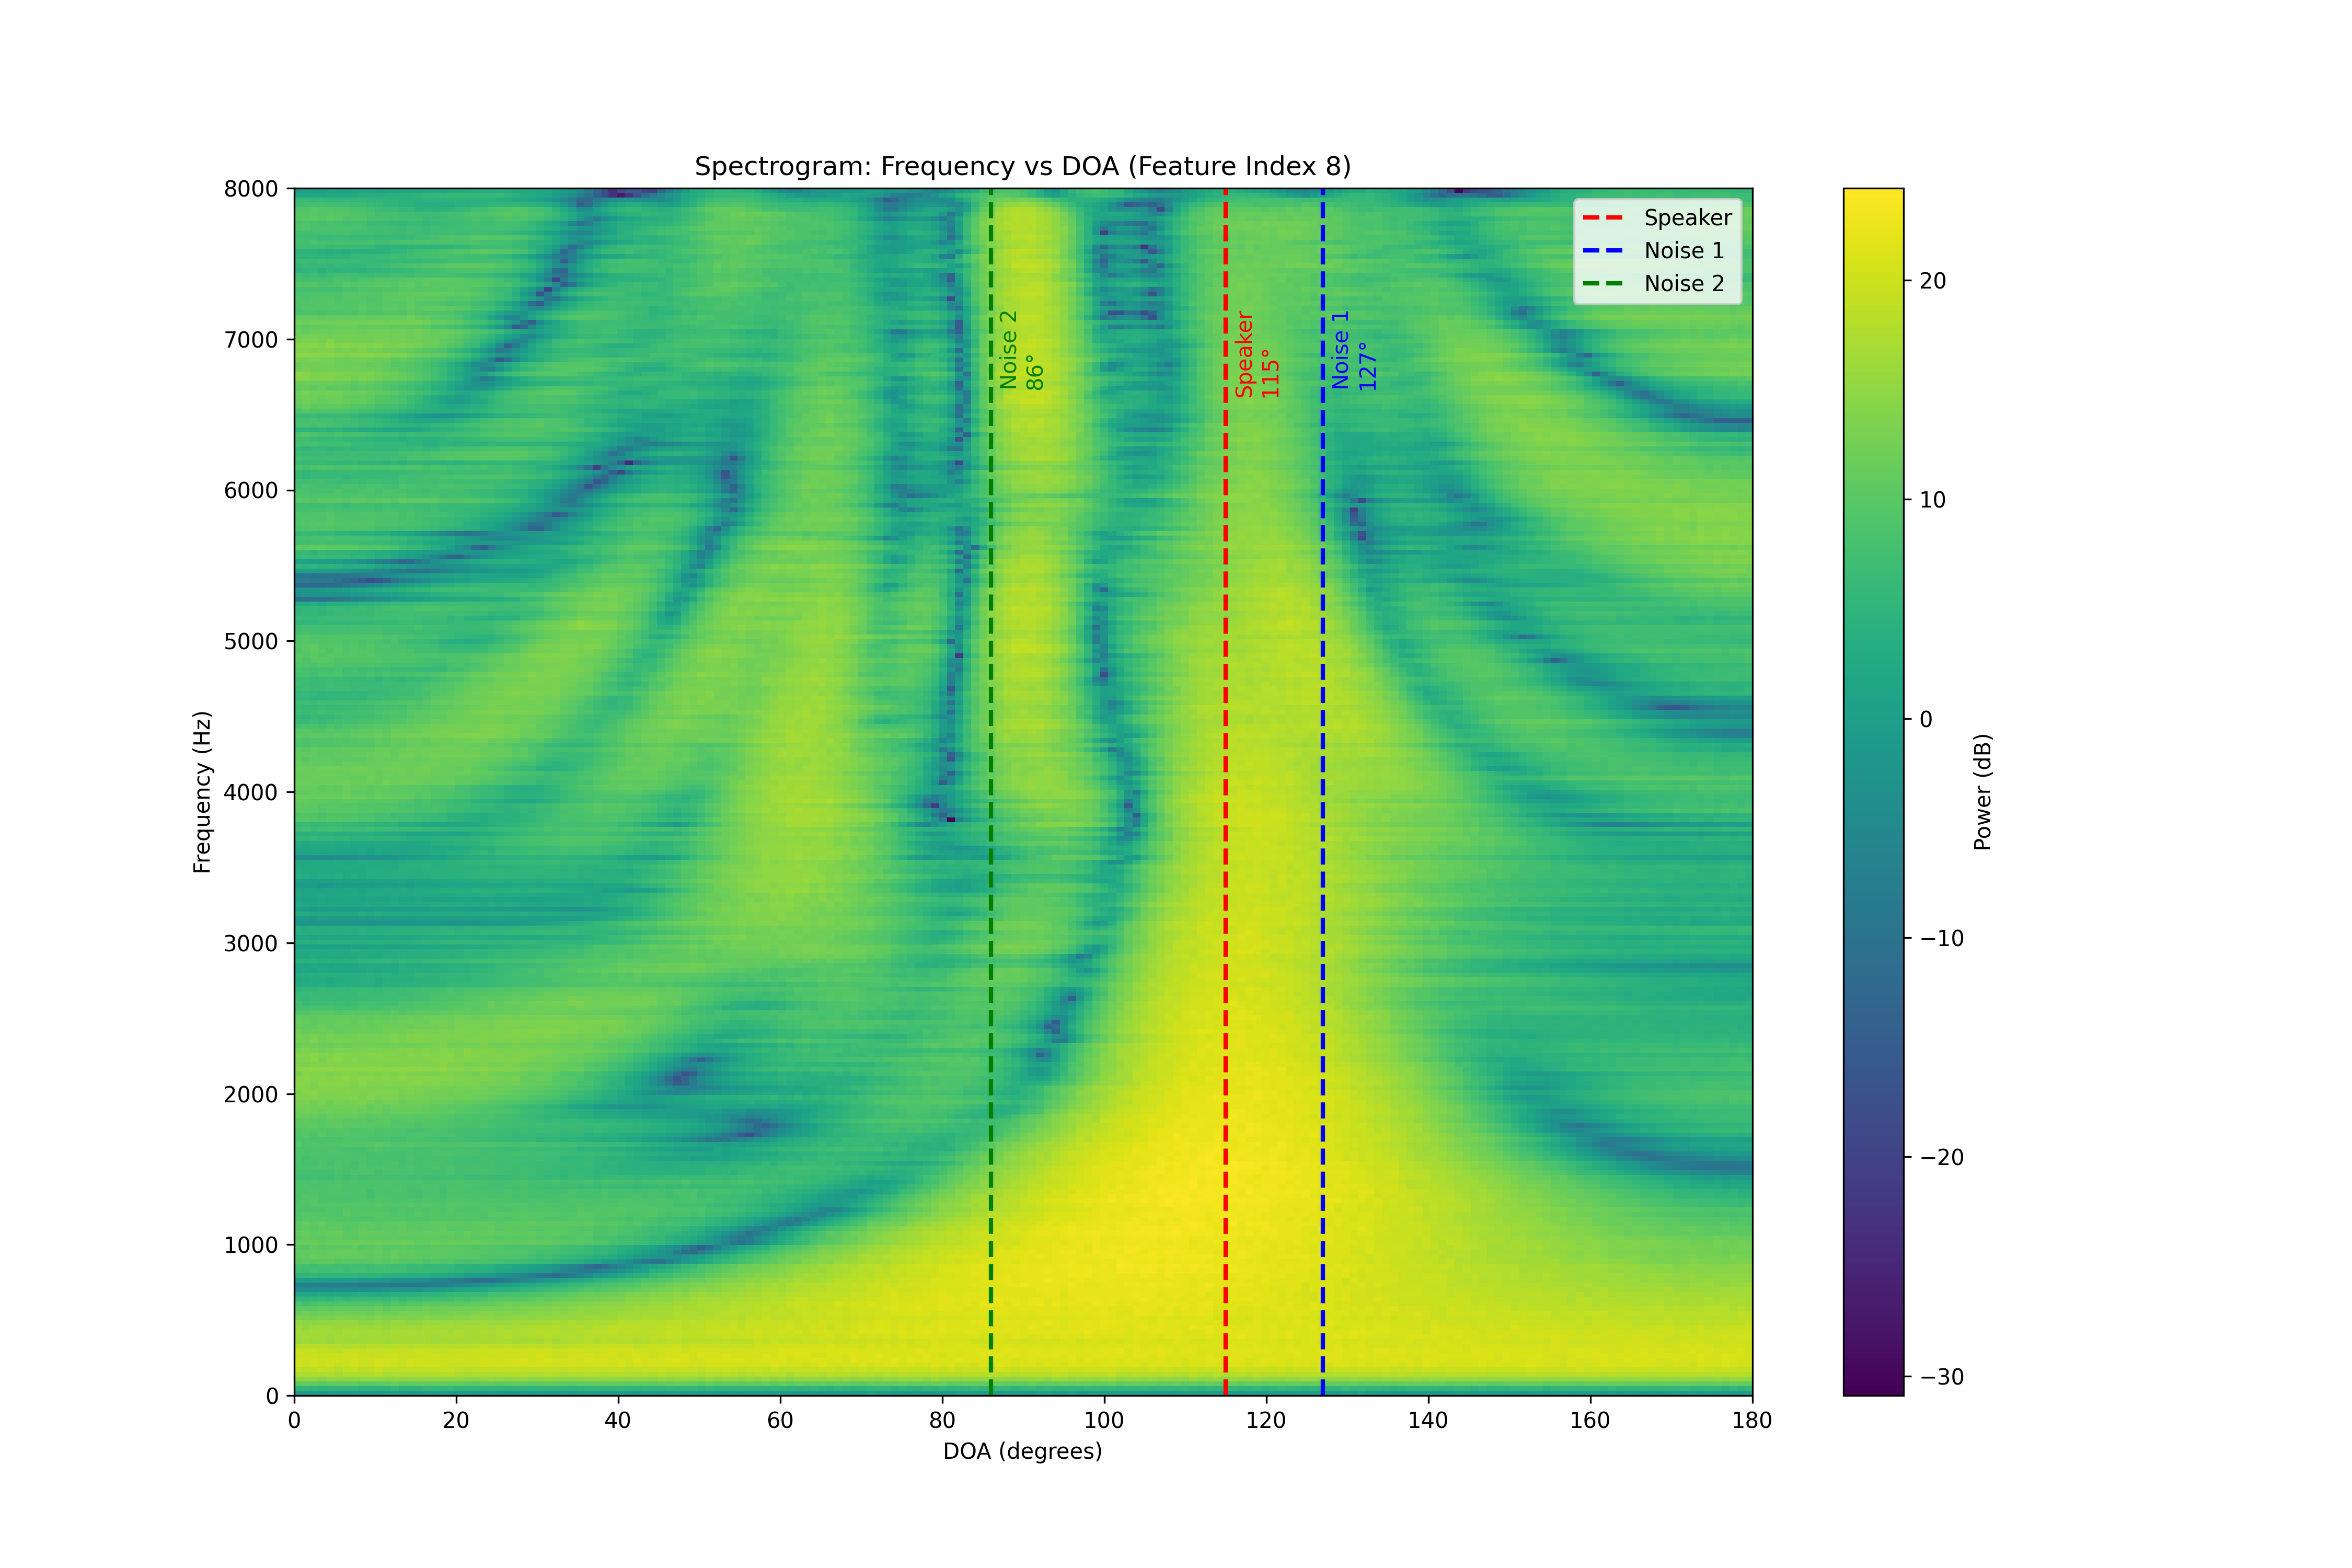 Spectrogram: Frequency vs DOA (Feature Index 8)
8000
7000
6000
5000
4000
3000
2000
1000
0
Frequency (Hz)
0
20
40
60
80
100
120
140
160
180
DOA (degrees)
Noise 2
86°
Speaker
115°
Noise 1
127°
Speaker
Noise 1
Noise 2
20
10
0
−10
−20
−30
Power (dB)